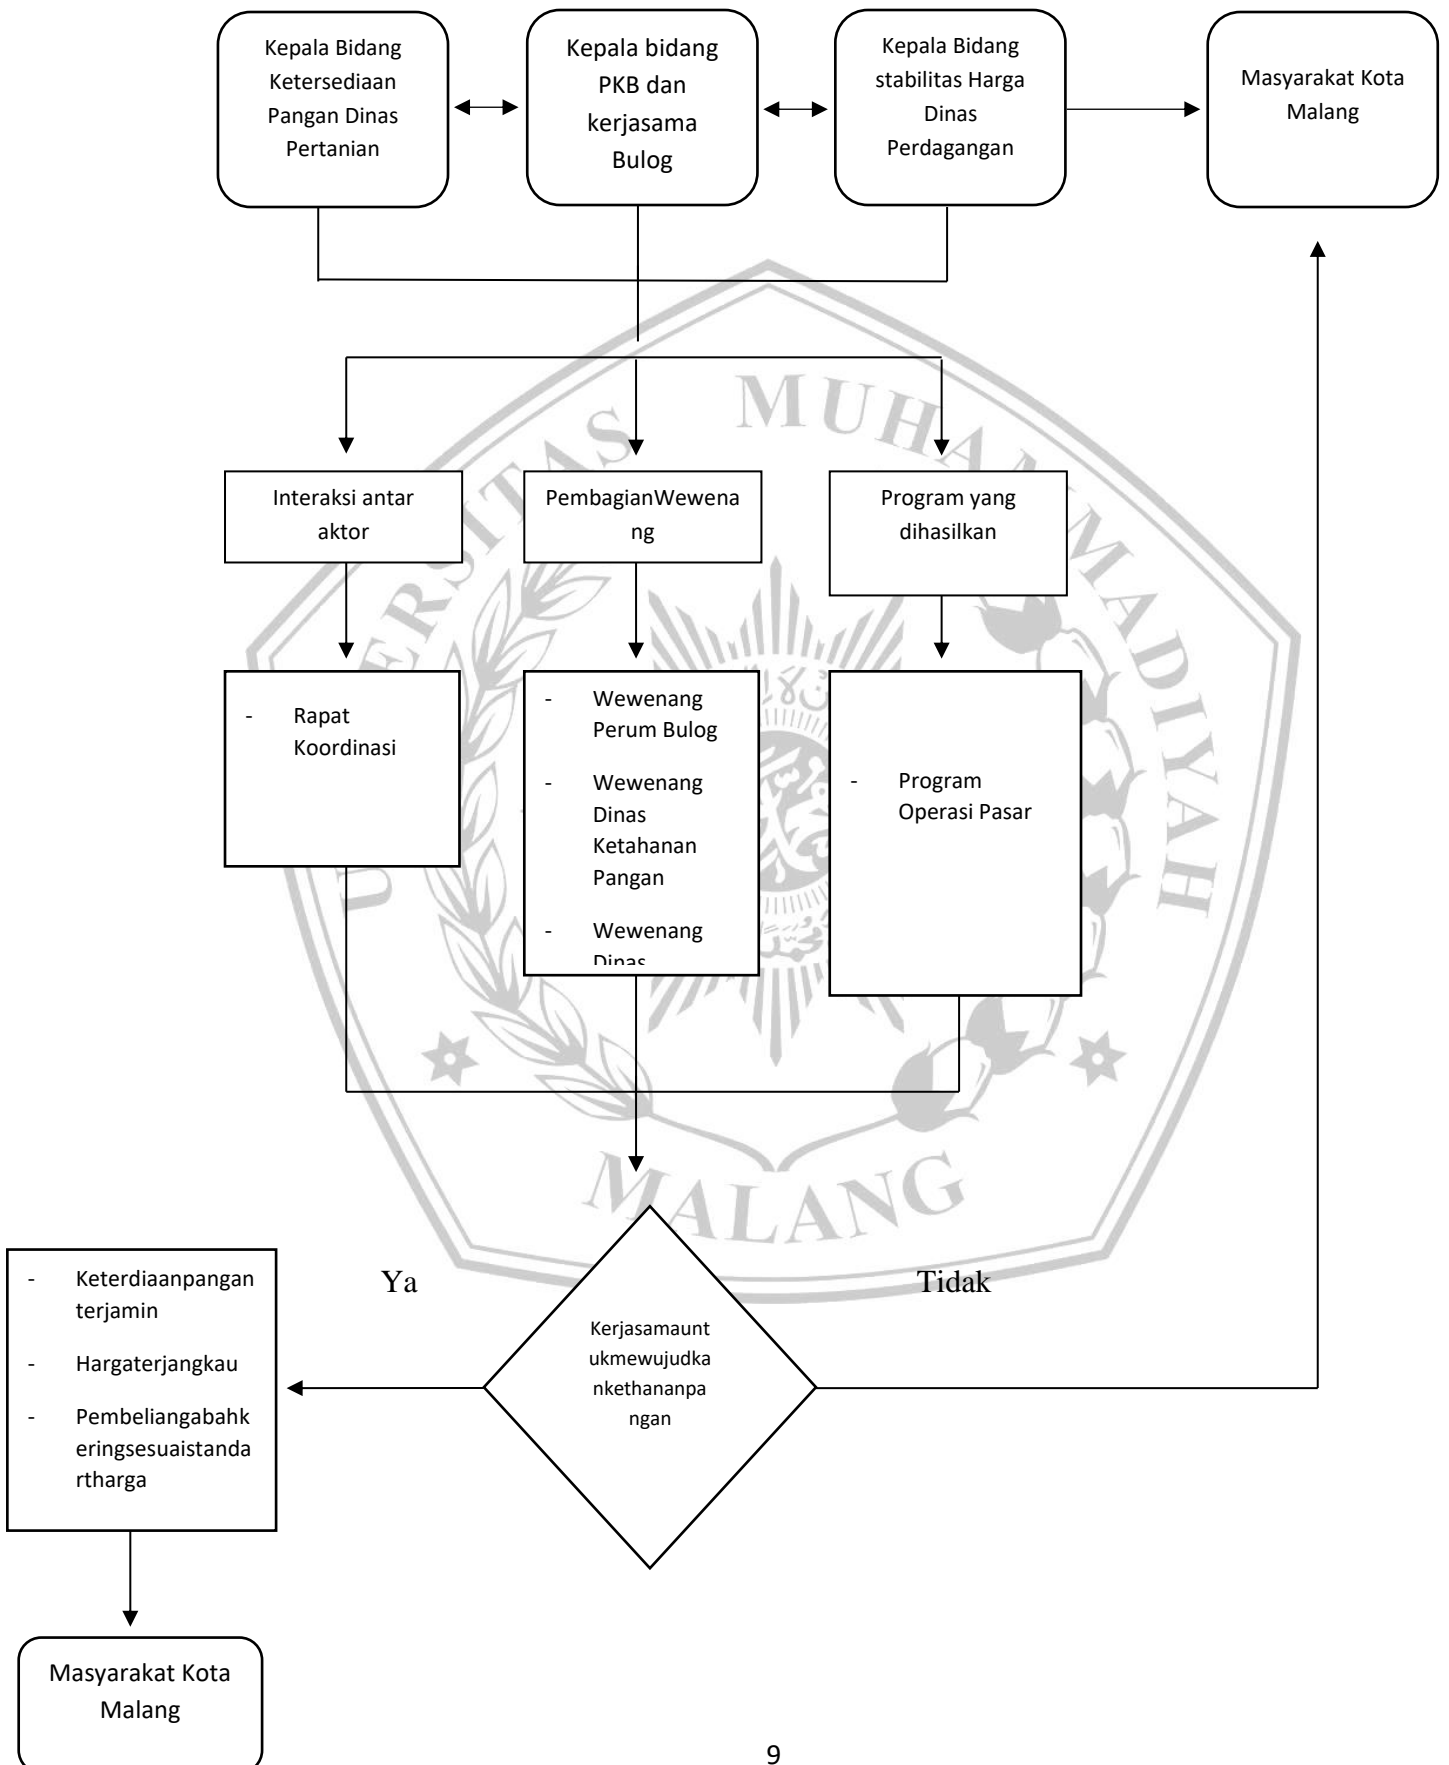 Kepala Bidang
Ketersediaan
Pangan Dinas
Pertanian
Kepala bidang
PKB dan
kerjasama
Bulog
Kepala Bidang
stabilitas Harga
Dinas
Perdagangan
Masyarakat Kota
Malang
UNIVERSITAS MUHAMMADIYAH
MALANG
Interaksi antar
aktor
PembagianWewena
ng
Program yang
dihasilkan
- Rapat
Koordinasi
- Wewenang
Perum Bulog
- Wewenang
Dinas
Ketahanan
Pangan
- Wewenang
Dinas
- Program
Operasi Pasar
Ya
Tidak
Kerjasamaunt
ukmewujudka
nkethananpa
ngan
- Keterdiaanpangan
terjamin
- Hargaterjangkau
- Pembeliangabahk
eringsesuaistanda
rtharga
Masyarakat Kota
Malang
9